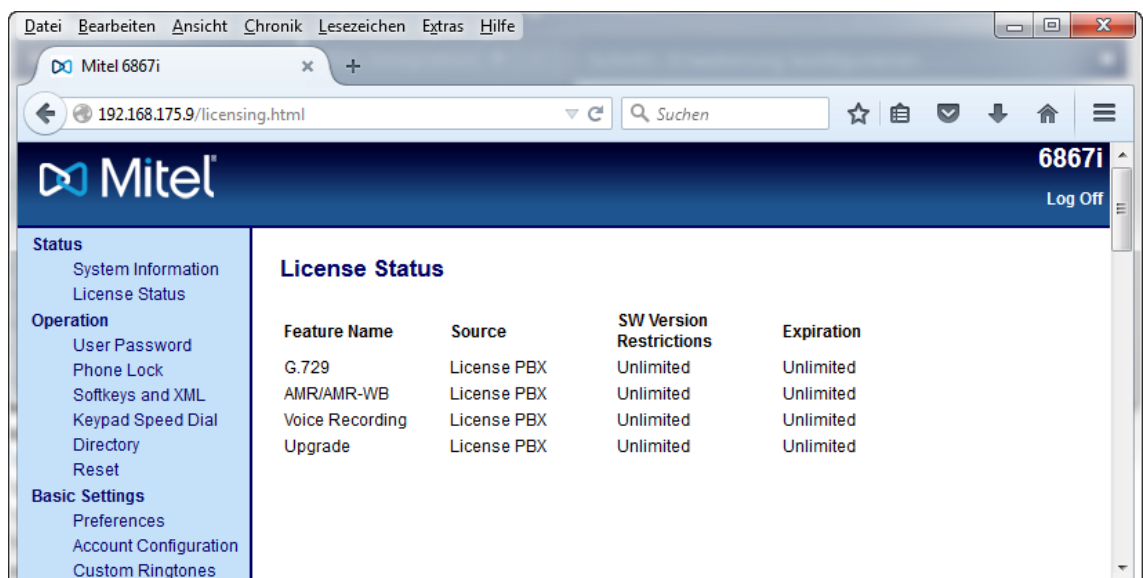 Datei Bearbeiten Ansicht Chronik Lesezeichen Extras Hilfe
Mitel 6867i
192.168.175.9/licensing.html
Suchen
Mitel
6867i
Log Off
Status
System Information
License Status
Operation
User Password
Phone Lock
Softkeys and XML
Keypad Speed Dial
Directory
Reset
Basic Settings
Preferences
Account Configuration
Custom Ringtones
License Status
Feature Name Source SW Version Restrictions Expiration
G.729 License PBX Unlimited Unlimited
AMR/AMR-WB License PBX Unlimited Unlimited
Voice Recording License PBX Unlimited Unlimited
Upgrade License PBX Unlimited Unlimited